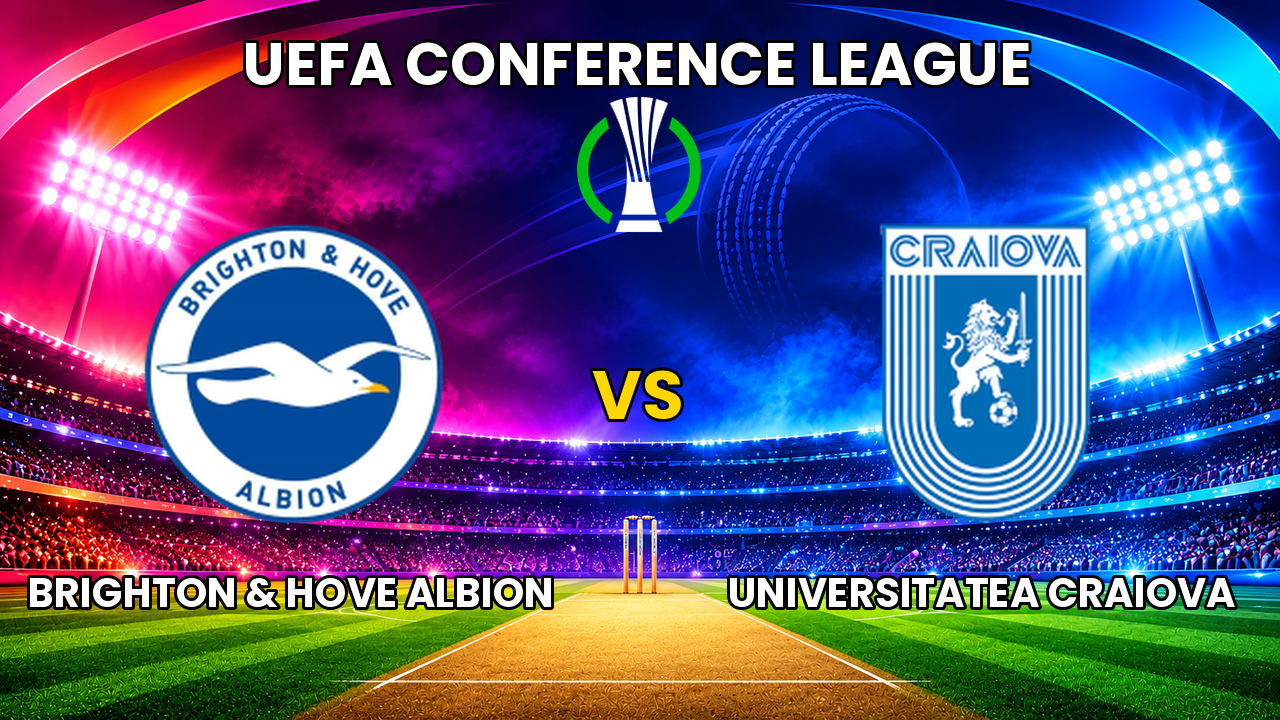 UEFA CONFERENCE LEAGUE
BRIGHTON & HOVE
ALBION
CRAIOVA
VS
BRIGHTON & HOVE ALBION
UNIVERSITATEA CRAIOVA